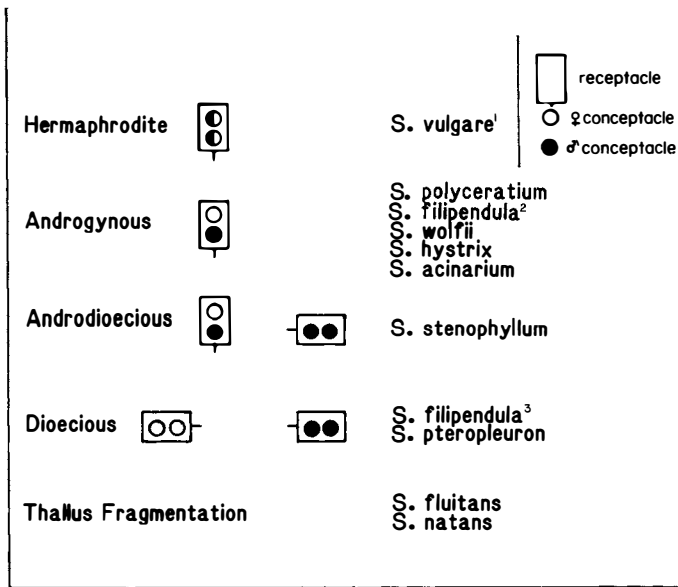 receptacle
♀conceptacle
♂conceptacle
Hermaphrodite S. vulgare¹
Androgynous
S. polyceratium
S. filipendula²
S. wolfii
S. hystrix
S. acinarium
Androdioecious S. stenophyllum
Dioecious
S. filipendula³
S. pteropleuron
Thallus Fragmentation
S. fluitans
S. natans